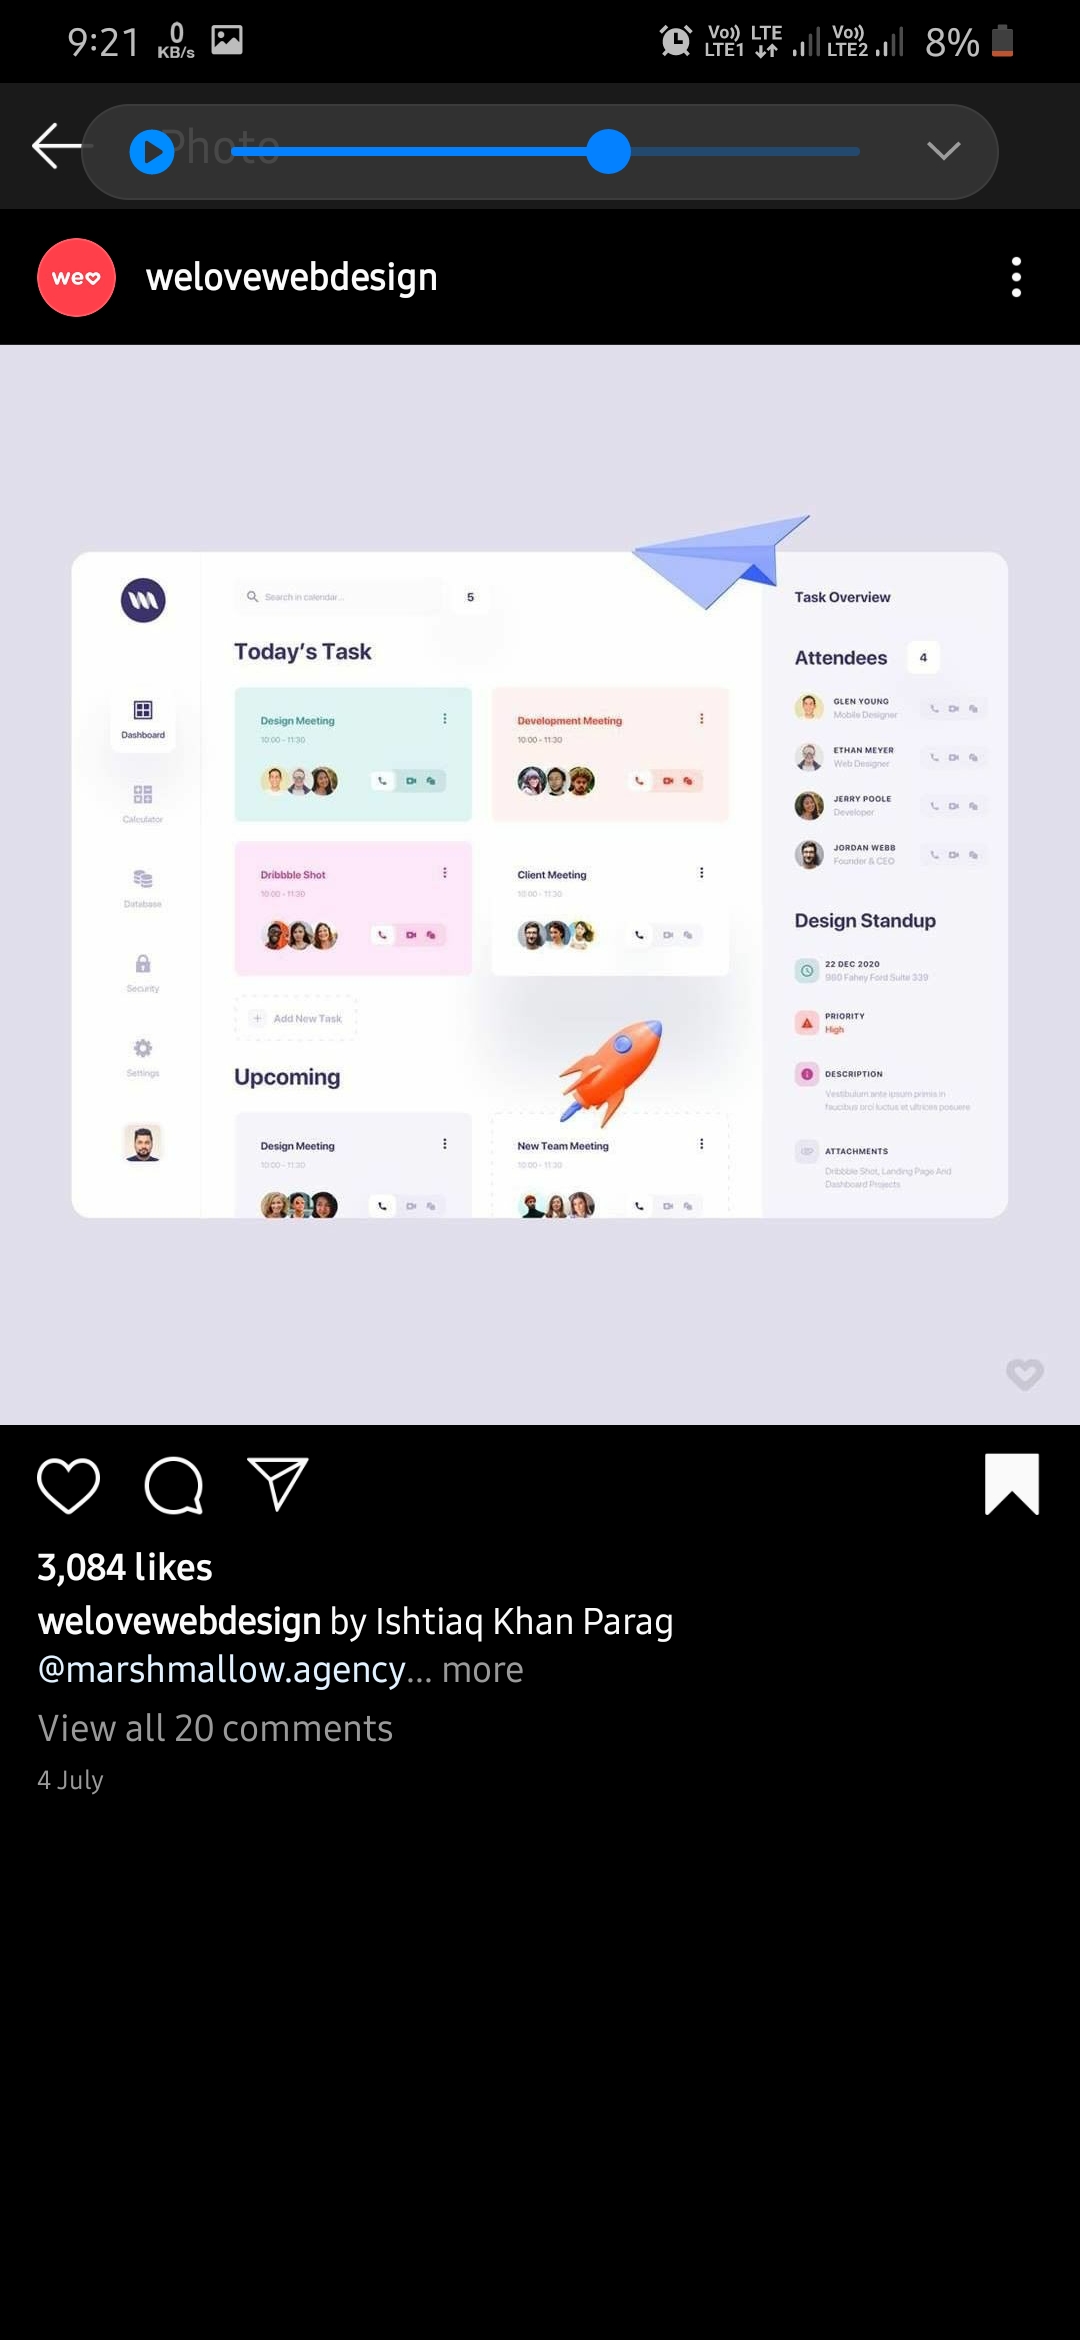 9:21 0 KB/s Vo)) LTE1 LTE Vo)) LTE2 8%
Photo
we welovewebdesign
Search in calendar... 5
Today's Task
Design Meeting
10:00 - 11:30
Development Meeting
10:00 - 11:30
Dribbble Shot
10:00 - 11:30
Client Meeting
10:00 - 11:30
+ Add New Task
Upcoming
Design Meeting
10:00 - 11:30
New Team Meeting
10:00 - 11:30
Dashboard
Calculator
Database
Security
Settings
Task Overview
Attendees 4
GLEN YOUNG
Mobile Designer
ETHAN MEYER
Web Designer
JERRY POOLE
Developer
JORDAN WEBB
Founder & CEO
Design Standup
22 DEC 2020
960 Fahey Ford Suite 339
PRIORITY
High
DESCRIPTION
Vestibulum ante ipsum primis in
faucibus orci luctus et ultrices posuere
ATTACHMENTS
Dribbble Shot, Landing Page And
Dashboard Projects
3,084 likes
welovewebdesign by Ishtiaq Khan Parag
@marshmallow.agency... more
View all 20 comments
4 July